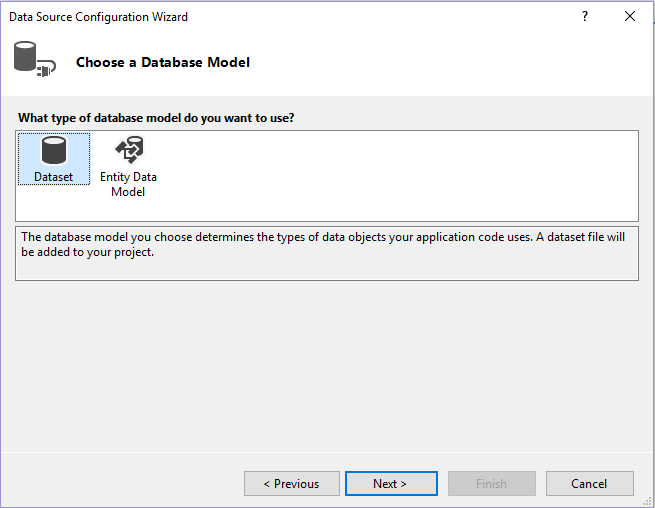 Data Source Configuration Wizard
?
Choose a Database Model
What type of database model do you want to use?
Dataset
Entity Data
Model
The database model you choose determines the types of data objects your application code uses. A dataset file will
be added to your project.
< Previous
Next >
Finish
Cancel